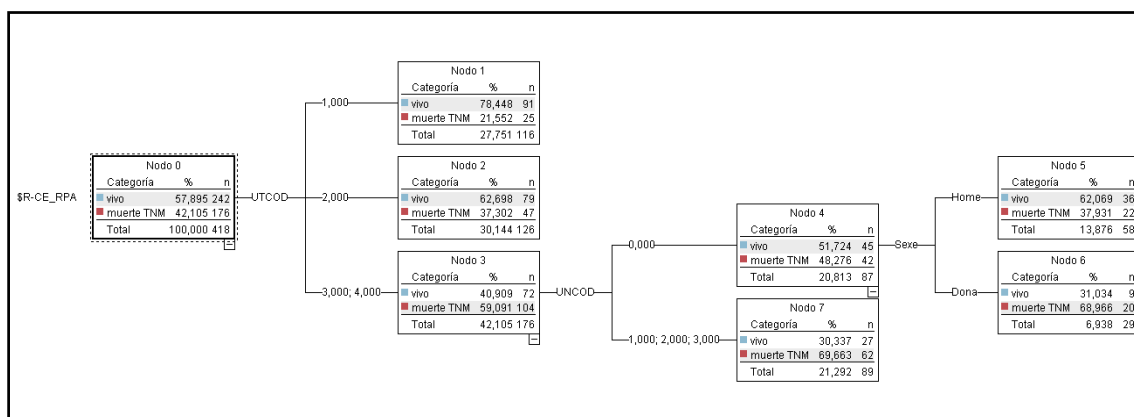 $R-CE_RPA
Nodo 0
Categoría % n
vivo 57,895 242
muerte TNM 42,105 176
Total 100,000 418
UTCOD
1,000
Nodo 1
Categoría % n
vivo 78,448 91
muerte TNM 21,552 25
Total 27,751 116
2,000
Nodo 2
Categoría % n
vivo 62,698 79
muerte TNM 37,302 47
Total 30,144 126
3,000; 4,000
Nodo 3
Categoría % n
vivo 40,909 72
muerte TNM 59,091 104
Total 42,105 176
UNCOD
0,000
Nodo 4
Categoría % n
vivo 51,724 45
muerte TNM 48,276 42
Total 20,813 87
Sexe
Home
Nodo 5
Categoría % n
vivo 62,069 36
muerte TNM 37,931 22
Total 13,876 58
Dona
Nodo 6
Categoría % n
vivo 31,034 9
muerte TNM 68,966 20
Total 6,938 29
1,000; 2,000; 3,000
Nodo 7
Categoría % n
vivo 30,337 27
muerte TNM 69,663 62
Total 21,292 89